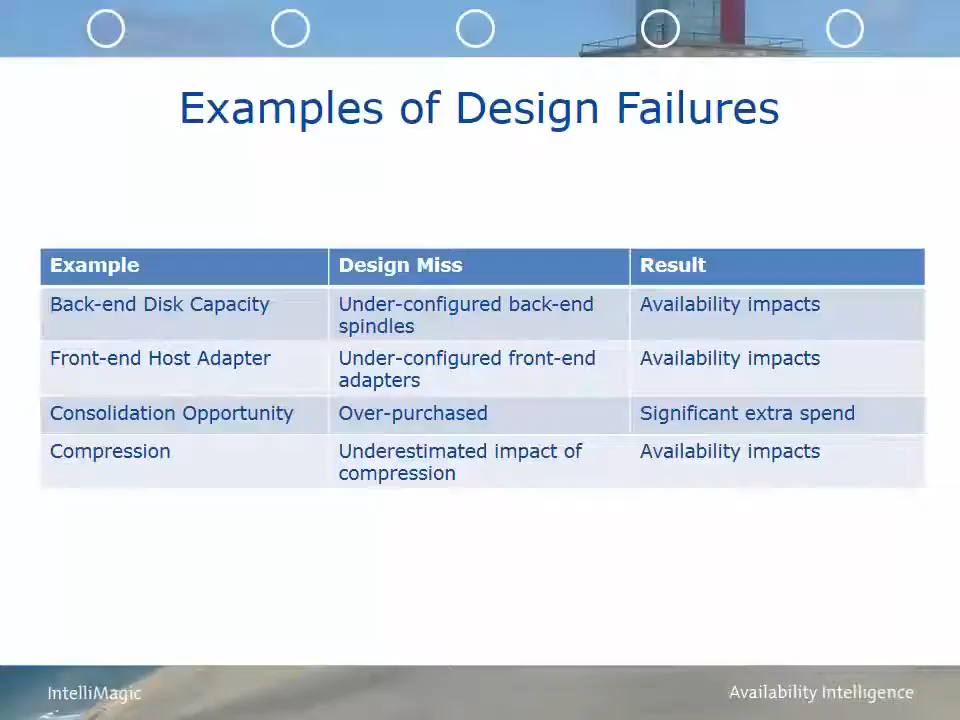 Examples of Design Failures
Example Design Miss Result
Back-end Disk Capacity Under-configured back-end Availability impacts
spindles
Front-end Host Adapter Under-configured front-end Availability impacts
adapters
Consolidation Opportunity Over-purchased Significant extra spend
Compression Underestimated impact of Availability impacts
compression
IntelliMagic Availability Intelligence